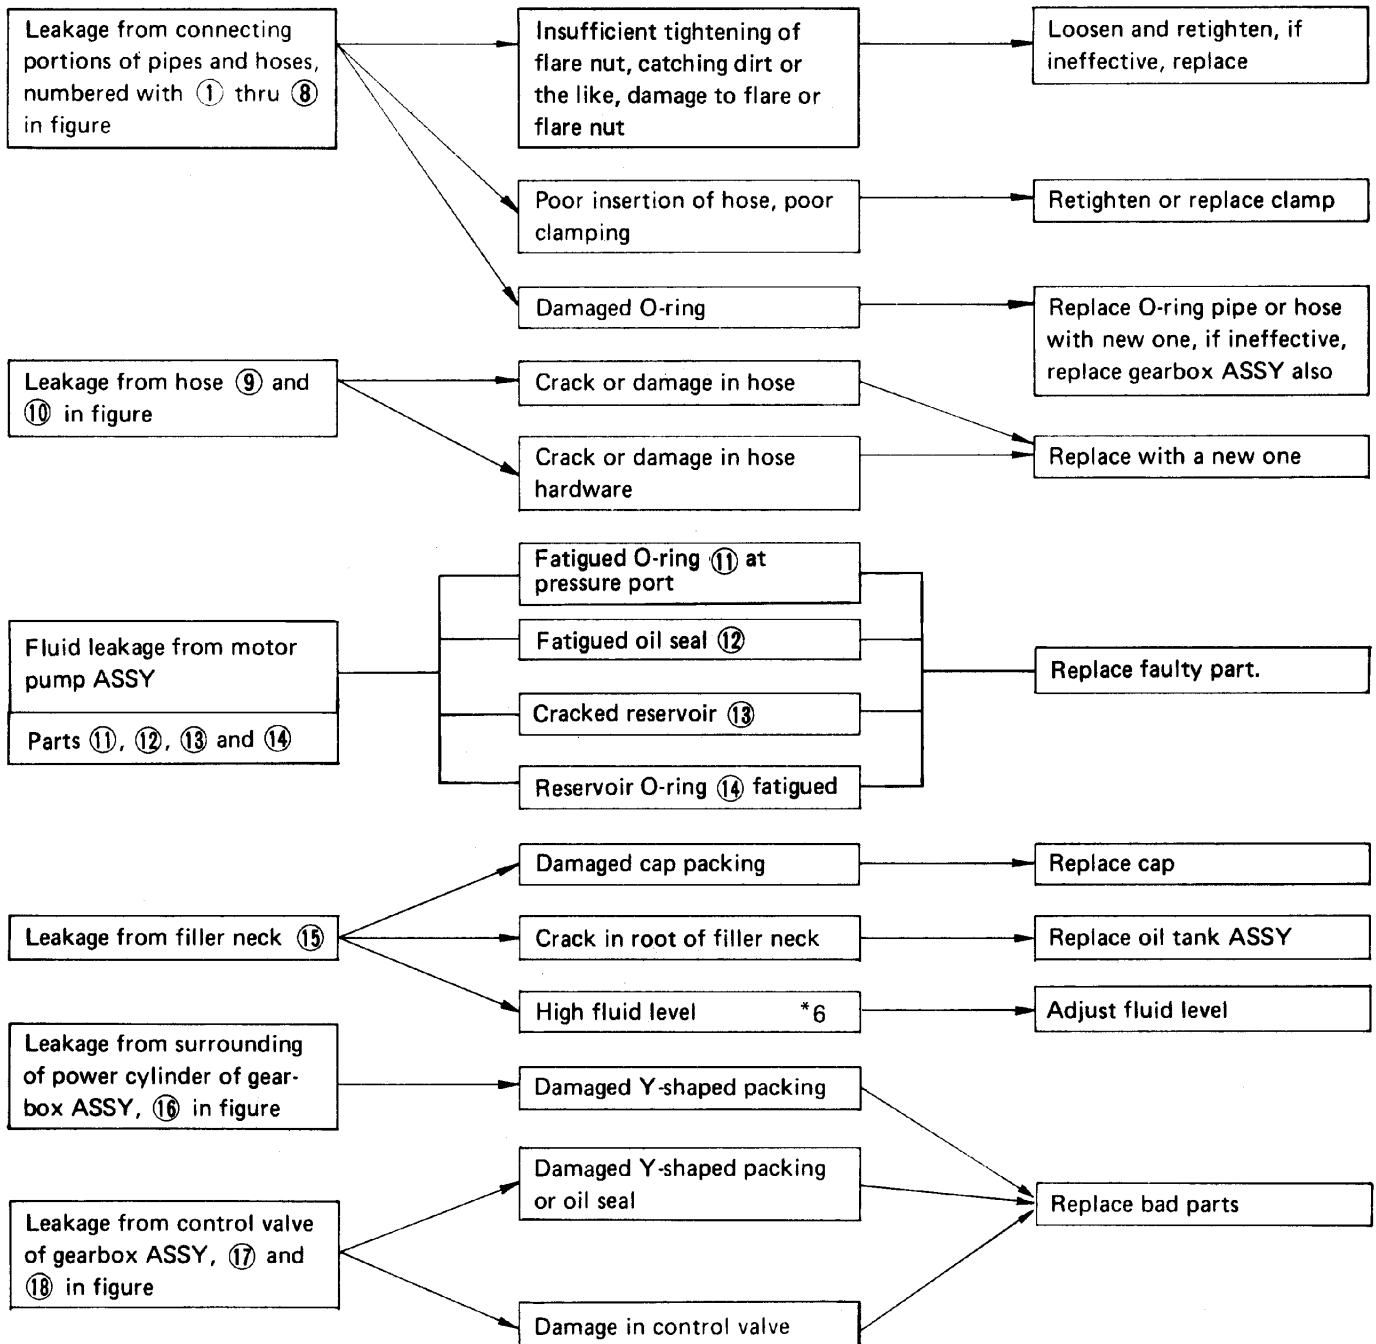 Leakage from connecting
portions of pipes and hoses,
numbered with ① thru ⑧
in figure
Insufficient tightening of
flare nut, catching dirt or
the like, damage to flare or
flare nut
Loosen and retighten, if
ineffective, replace
Poor insertion of hose, poor
clamping
Retighten or replace clamp
Damaged O-ring
Replace O-ring pipe or hose
with new one, if ineffective,
replace gearbox ASSY also
Leakage from hose ⑨ and
⑩ in figure
Crack or damage in hose
Crack or damage in hose
hardware
Replace with a new one
Fluid leakage from motor
pump ASSY
Parts ⑪, ⑫, ⑬ and ⑭
Fatigued O-ring ⑪ at
pressure port
Fatigued oil seal ⑫
Cracked reservoir ⑬
Reservoir O-ring ⑭ fatigued
Replace faulty part.
Leakage from filler neck ⑮
Damaged cap packing
Replace cap
Crack in root of filler neck
Replace oil tank ASSY
High fluid level *6
Adjust fluid level
Leakage from surrounding
of power cylinder of gear-
box ASSY, ⑯ in figure
Damaged Y-shaped packing
Leakage from control valve
of gearbox ASSY, ⑰ and
⑱ in figure
Damaged Y-shaped packing
or oil seal
Damage in control valve
Replace bad parts